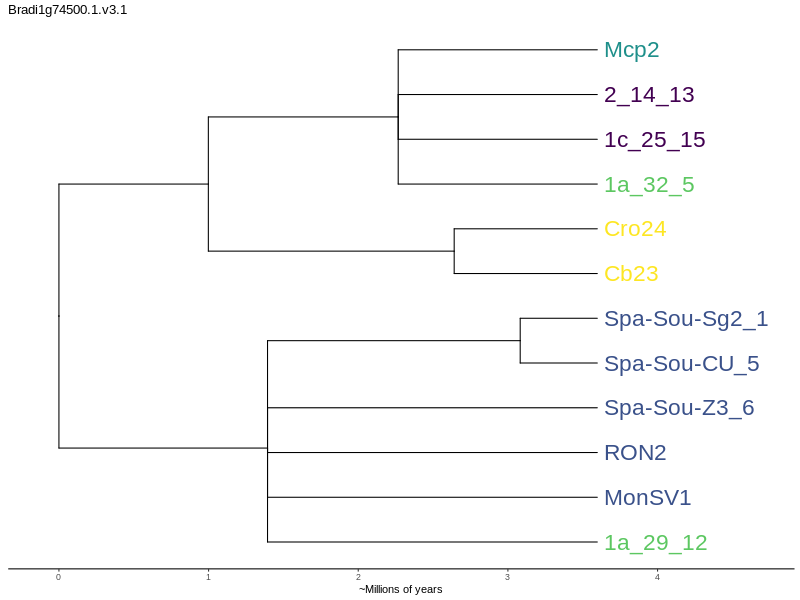 Bradi1g74500.1.v3.1
Mcp2
2_14_13
1c_25_15
1a_32_5
Cro24
Cb23
Spa-Sou-Sg2_1
Spa-Sou-CU_5
Spa-Sou-Z3_6
RON2
MonSV1
1a_29_12
0 1 2 3 4
~Millions of years